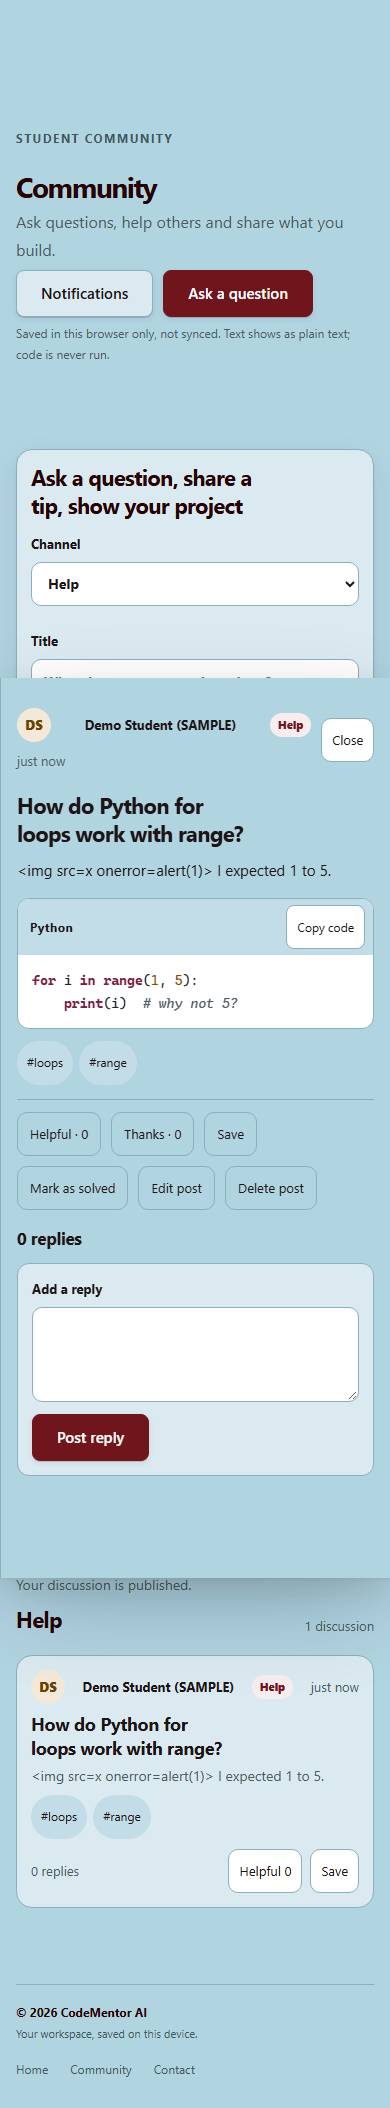 STUDENT COMMUNITY
Community
Ask questions, help others and share what you
build.
Notifications
Ask a question
Saved in this browser only, not synced. Text shows as plain text;
code is never run.
Ask a question, share a
tip, show your project
Channel
Help
Title
DS
Demo Student (SAMPLE)
Help
Close
just now
How do Python for
loops work with range?
<img src=x onerror=alert(1)> I expected 1 to 5.
Python
Copy code
for i in range(1, 5):
    print(i)  # why not 5?
#loops
#range
Helpful · 0
Thanks · 0
Save
Mark as solved
Edit post
Delete post
0 replies
Add a reply
Post reply
Your discussion is published.
Help
1 discussion
DS
Demo Student (SAMPLE)
Help
just now
How do Python for
loops work with range?
<img src=x onerror=alert(1)> I expected 1 to 5.
#loops
#range
0 replies
Helpful 0
Save
© 2026 CodeMentor AI
Your workspace, saved on this device.
Home
Community
Contact